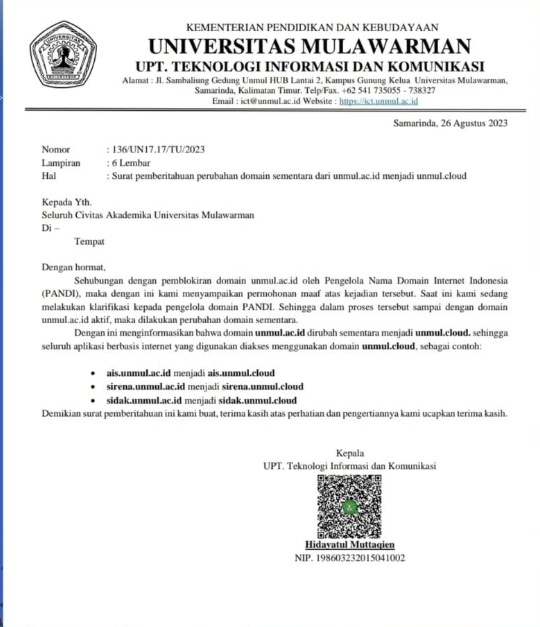 KEMENTERIAN PENDIDIKAN DAN KEBUDAYAAN
UNIVERSITAS MULAWARMAN
UPT. TEKNOLOGI INFORMASI DAN KOMUNIKASI
Alamat : Jl. Sambaliung Gedung Unmul HUB Lantai 2, Kampus Gunung Kelua Universitas Mulawarman,
Samarinda, Kalimatan Timur. Telp/Fax. +62 541 735055 - 738327
Email : ict@unmul.ac.id Website : https://ict.unmul.ac.id
Samarinda, 26 Agustus 2023
Nomor : 136/UN17.17/TU/2023
Lampiran : 6 Lembar
Hal : Surat pemberitahuan perubahan domain sementara dari unmul.ac.id menjadi unmul.cloud
Kepada Yth.
Seluruh Civitas Akademika Universitas Mulawarman
Di –
Tempat
Dengan hormat,
Sehubungan dengan pemblokiran domain unmul.ac.id oleh Pengelola Nama Domain Internet Indonesia
(PANDI), maka dengan ini kami menyampaikan permohonan maaf atas kejadian tersebut. Saat ini kami sedang
melakukan klarifikasi kepada pengelola domain PANDI. Sehingga dalam proses tersebut sampai dengan domain
unmul.ac.id aktif, maka dilakukan perubahan domain sementara.
Dengan ini menginformasikan bahwa domain unmul.ac.id dirubah sementara menjadi unmul.cloud. sehingga
seluruh aplikasi berbasis internet yang digunakan diakses menggunakan domain unmul.cloud, sebagai contoh:
• ais.unmul.ac.id menjadi ais.unmul.cloud
• sirena.unmul.ac.id menjadi sirena.unmul.cloud
• sidak.unmul.ac.id menjadi sidak.unmul.cloud
Demikian surat pemberitahuan ini kami buat, terima kasih atas perhatian dan pengertiannya kami ucapkan terima kasih.
Kepala
UPT. Teknologi Informasi dan Komunikasi
Hidayatul Muttaqien
NIP. 198603232015041002